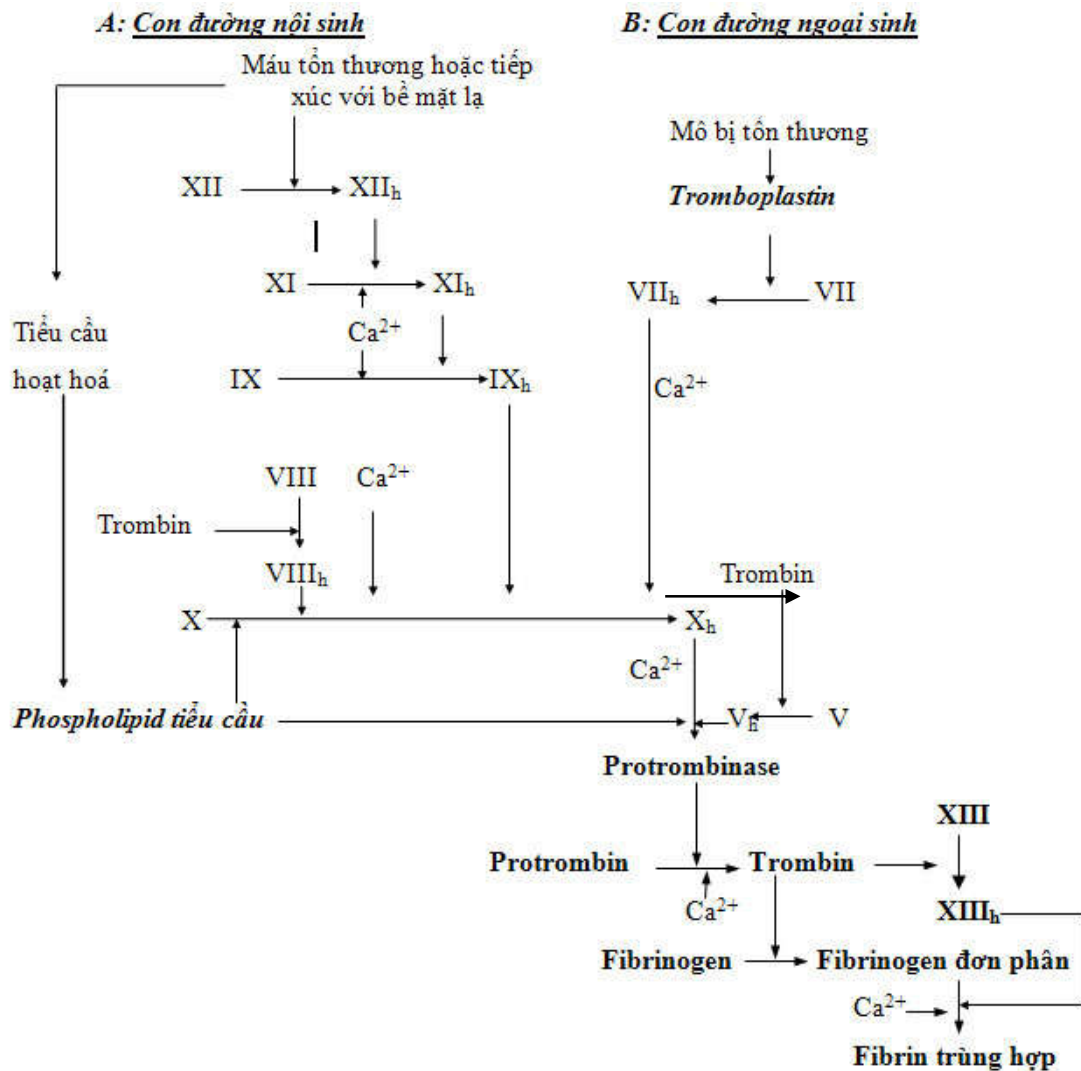 A: Con đường nội sinh
B: Con đường ngoại sinh
Máu tổn thương hoặc tiếp
xúc với bề mặt lạ
Mô bị tổn thương
XII
XIIₕ
Tromboplastin
XI
XIₕ
VIIₕ
VII
Tiểu cầu
hoạt hoá
Ca²⁺
IX
IXₕ
Ca²⁺
VIII
Ca²⁺
Trombin
VIIIₕ
Trombin
X
Xₕ
Ca²⁺
Phospholipid tiểu cầu
Vₕ
V
Protrombinase
XIII
Protrombin
Trombin
Ca²⁺
XIIIₕ
Fibrinogen
Fibrinogen đơn phân
Ca²⁺
Fibrin trùng hợp